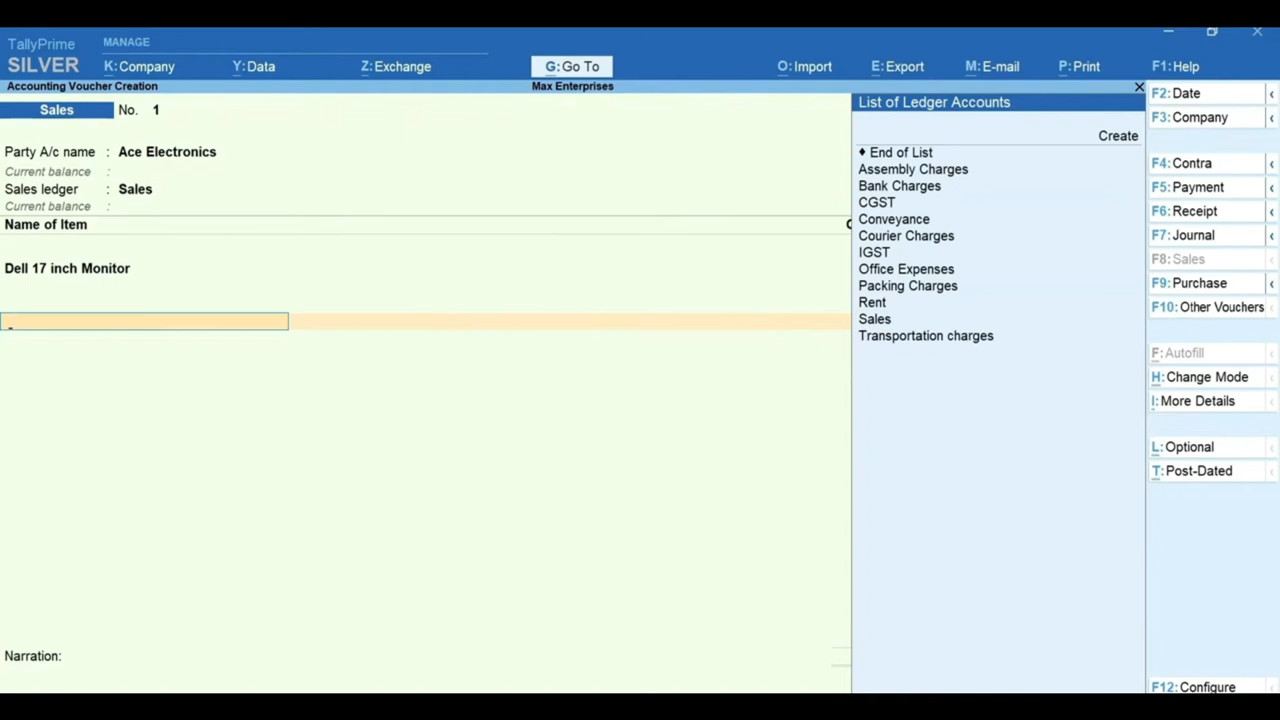 TallyPrime
MANAGE
SILVER
K:Company
Y:Data
Z:Exchange
G:Go To
O:Import
E:Export
M:E-mail
P:Print
F1:Help
Accounting Voucher Creation
Max Enterprises
Sales No. 1
Party A/c name : Ace Electronics
Current balance :
Sales ledger : Sales
Current balance :
Name of Item
Dell 17 inch Monitor
Narration:
List of Ledger Accounts
Create
♦ End of List
Assembly Charges
Bank Charges
CGST
Conveyance
Courier Charges
IGST
Office Expenses
Packing Charges
Rent
Sales
Transportation charges
F2:Date
F3:Company
F4:Contra
F5:Payment
F6:Receipt
F7:Journal
F8:Sales
F9:Purchase
F10:Other Vouchers
F:Autofill
H:Change Mode
I:More Details
L:Optional
T:Post-Dated
F12:Configure